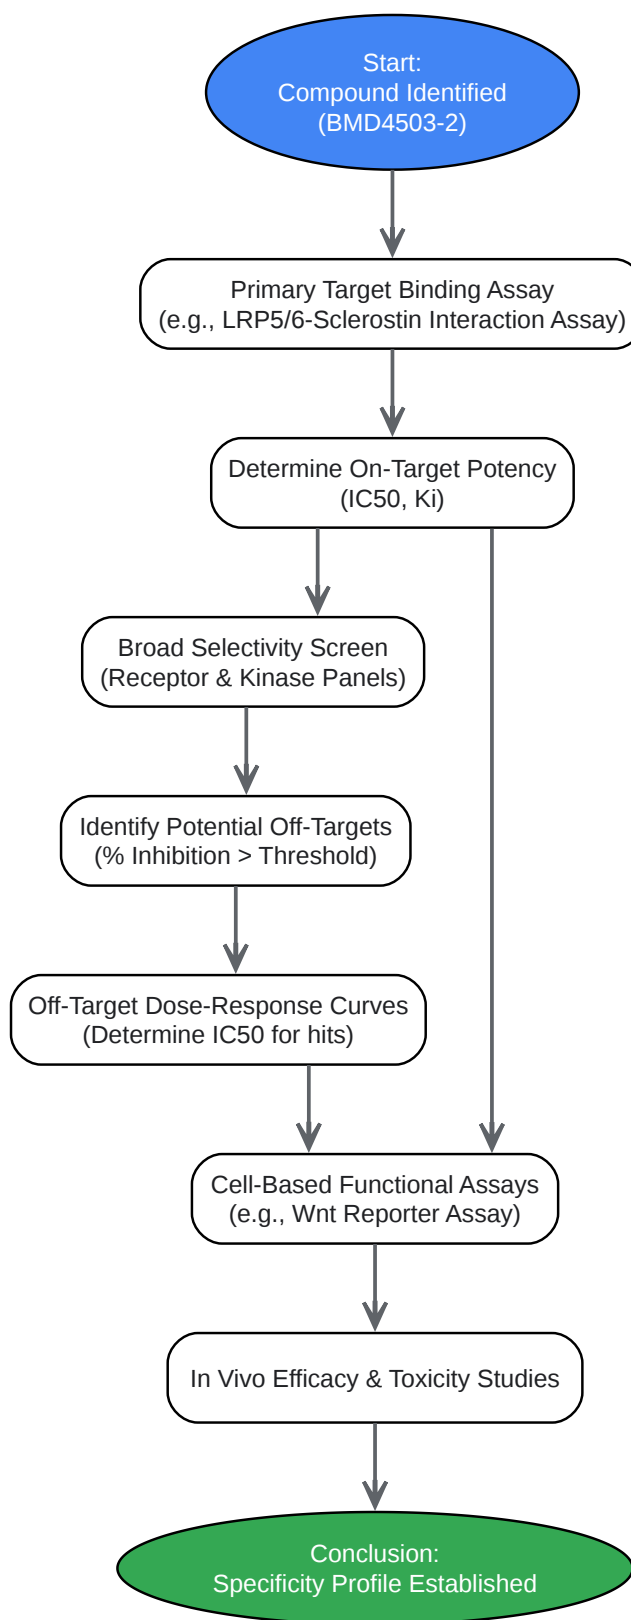 Start:
Compound Identified
(BMD4503-2)
Primary Target Binding Assay
(e.g., LRP5/6-Sclerostin Interaction Assay)
Determine On-Target Potency
(IC50, Ki)
Broad Selectivity Screen
(Receptor & Kinase Panels)
Identify Potential Off-Targets
(% Inhibition > Threshold)
Off-Target Dose-Response Curves
(Determine IC50 for hits)
Cell-Based Functional Assays
(e.g., Wnt Reporter Assay)
In Vivo Efficacy & Toxicity Studies
Conclusion:
Specificity Profile Established